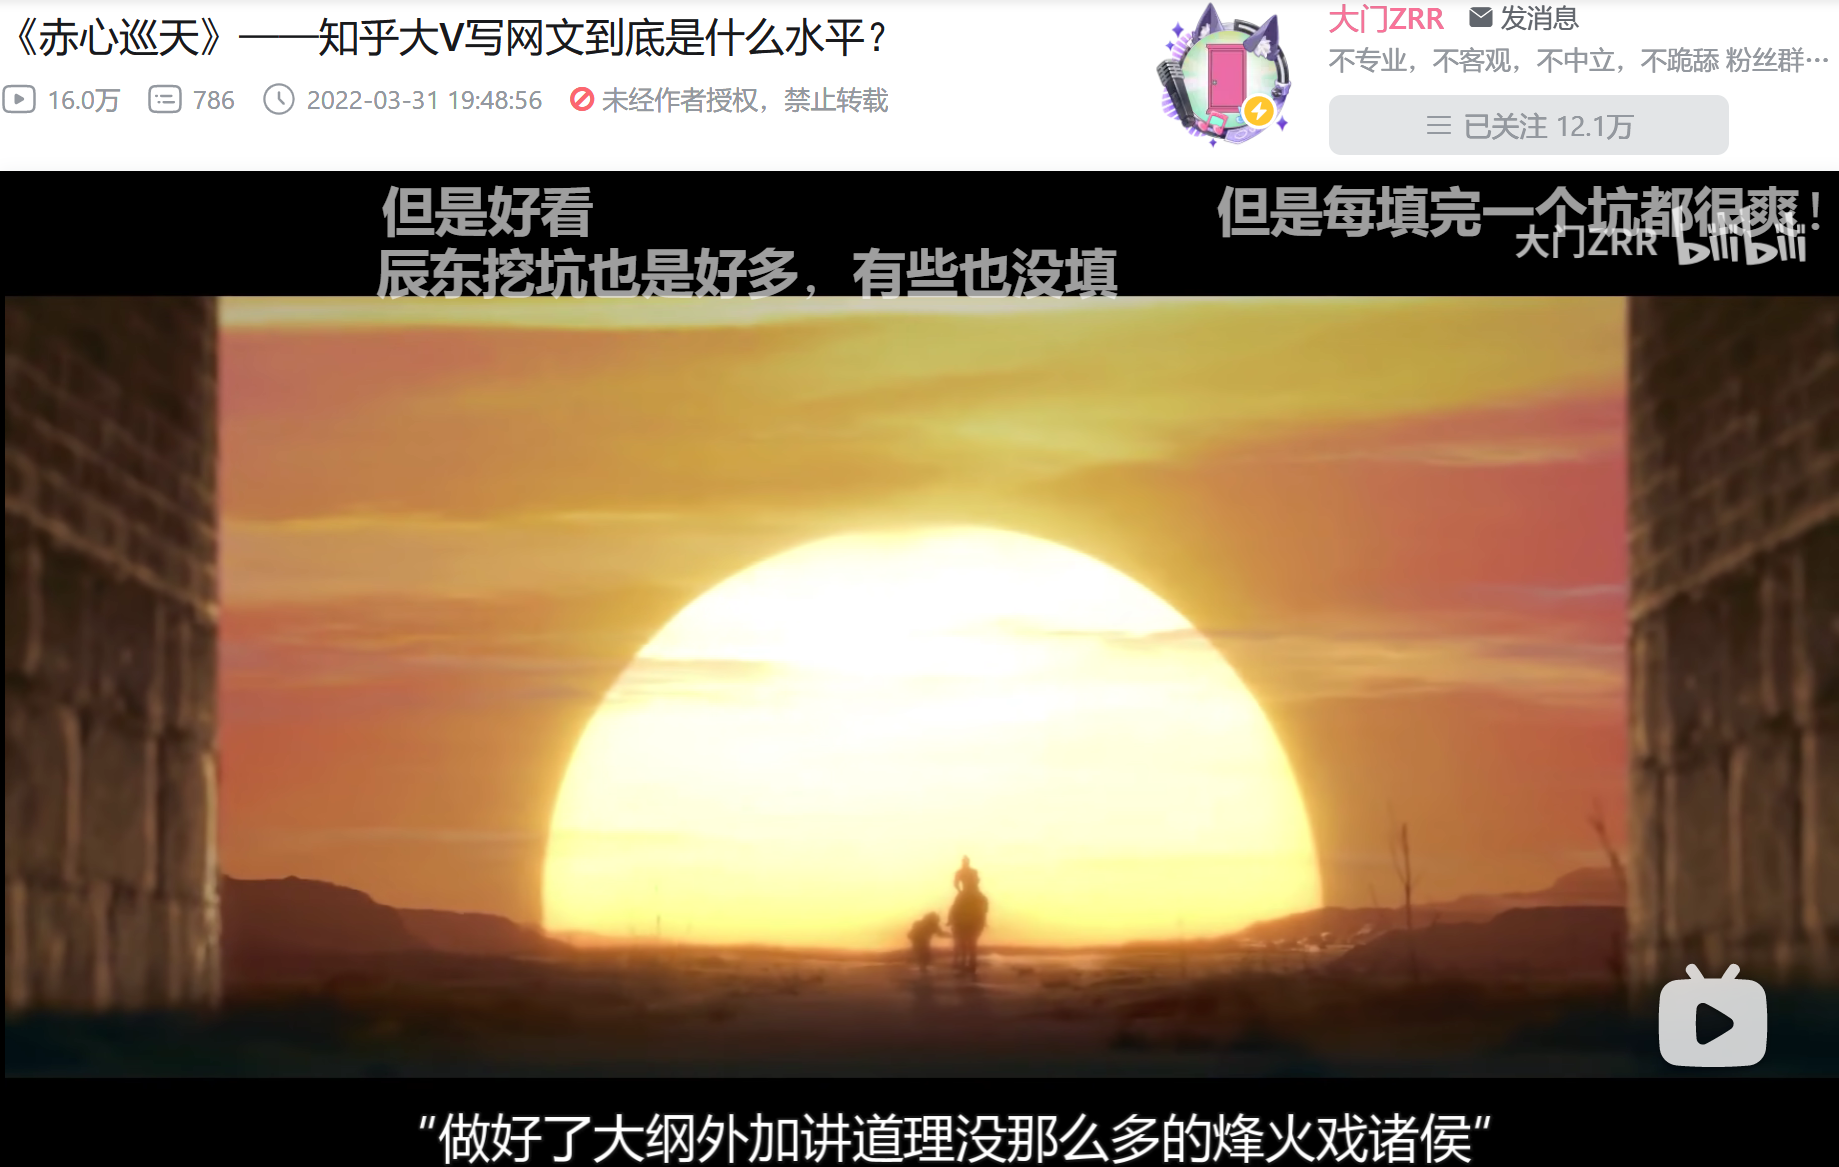 《赤心巡天》——知乎大V写网文到底是什么水平？
16.0万 786 2022-03-31 19:48:56 未经作者授权，禁止转载
大门ZRR 发消息
不专业，不客观，不中立，不跪舔 粉丝群···
已关注 12.1万
但是好看
但是每填完一个坑都很爽！
大门ZRR bilibili
辰东挖坑也是好多，有些也没填
“做好了大纲外加讲道理没那么多的烽火戏诸侯”